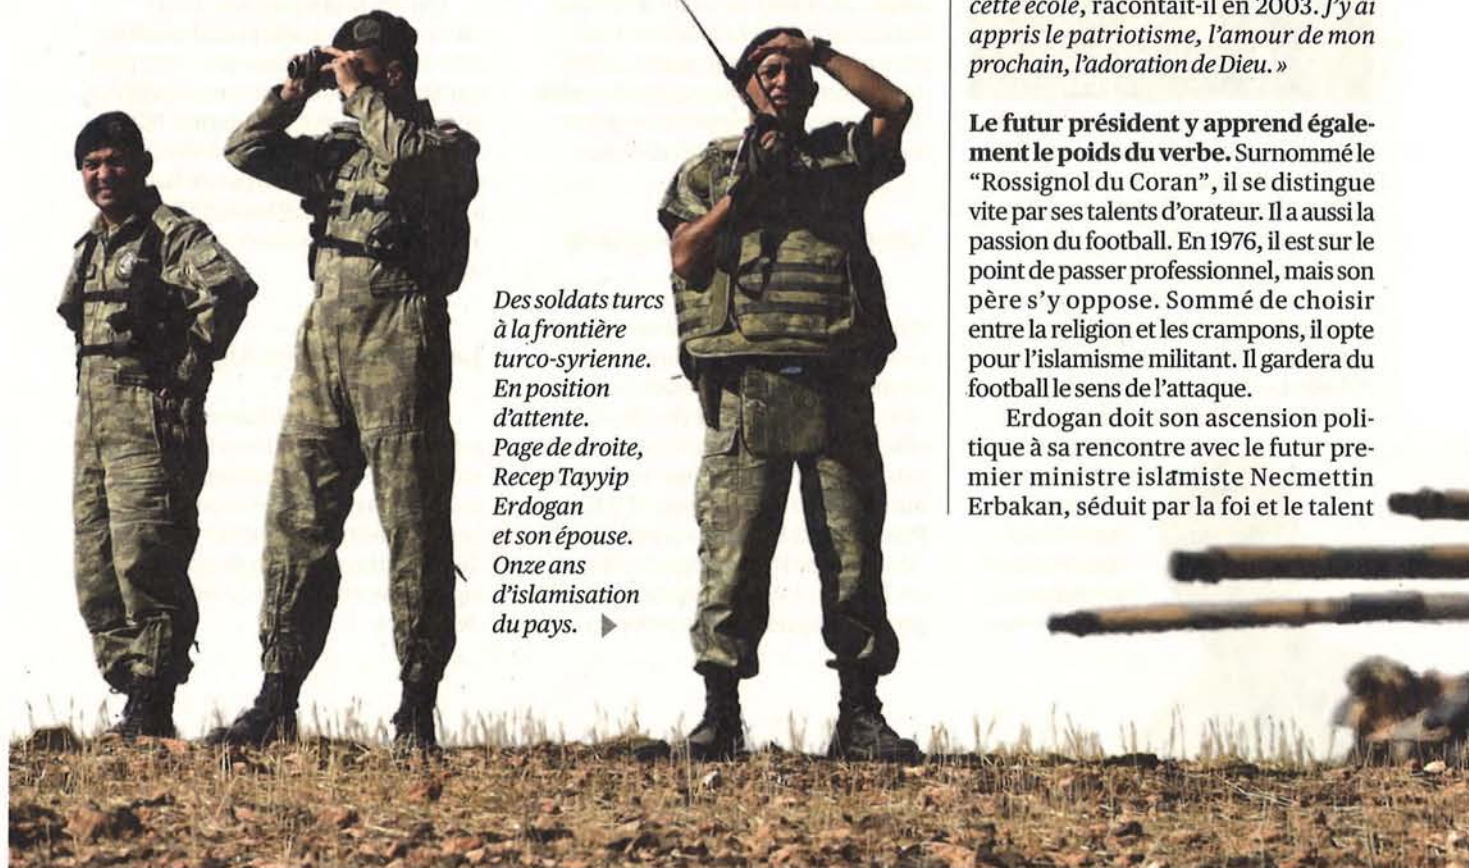 Des soldats turcs
à la frontière
turco-syrienne.
En position
d'attente.
Page de droite,
Recep Tayyip
Erdogan
et son épouse.
Onze ans
d'islamisation
du pays.
cette école, racontait-il en 2003. J'y ai
appris le patriotisme, l'amour de mon
prochain, l'adoration de Dieu. »
Le futur président y apprend égale-
ment le poids du verbe. Surnommé le
“Rossignol du Coran”, il se distingue
vite par ses talents d'orateur. Il a aussi la
passion du football. En 1976, il est sur le
point de passer professionnel, mais son
père s'y oppose. Sommé de choisir
entre la religion et les crampons, il opte
pour l'islamisme militant. Il gardera du
football le sens de l'attaque.
Erdogan doit son ascension poli-
tique à sa rencontre avec le futur pre-
mier ministre islamiste Necmettin
Erbakan, séduit par la foi et le talent